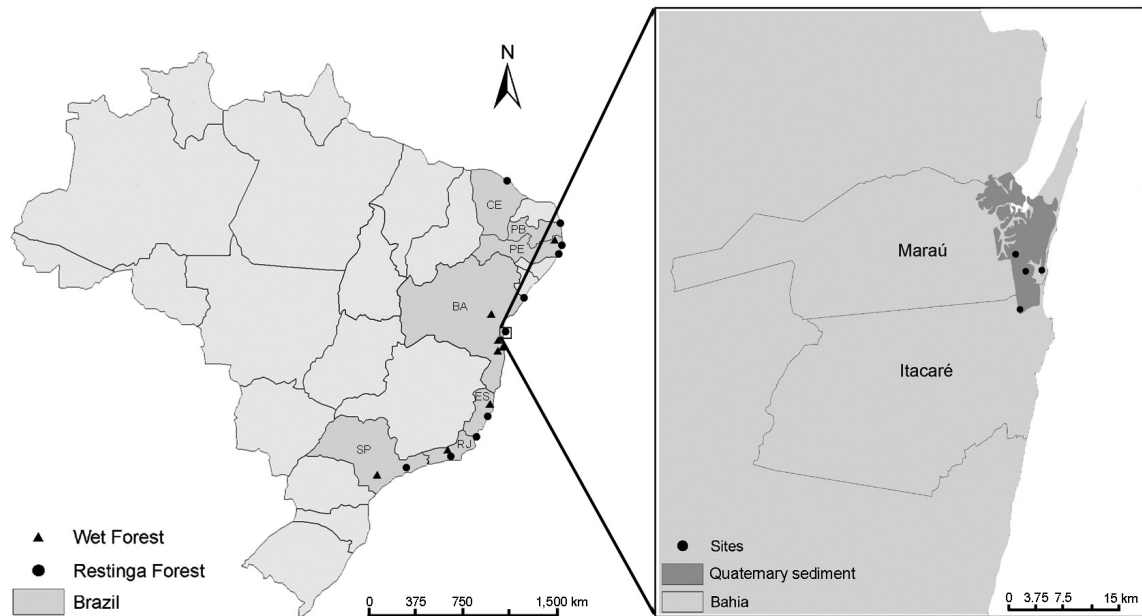 N
CE
PB
PE
BA
ES
RJ
SP
Wet Forest
Restinga Forest
Brazil
0 375 750 1,500 km
Maraú
Itacaré
Sites
Quaternary sediment
Bahia
0 3.75 7.5 15 km